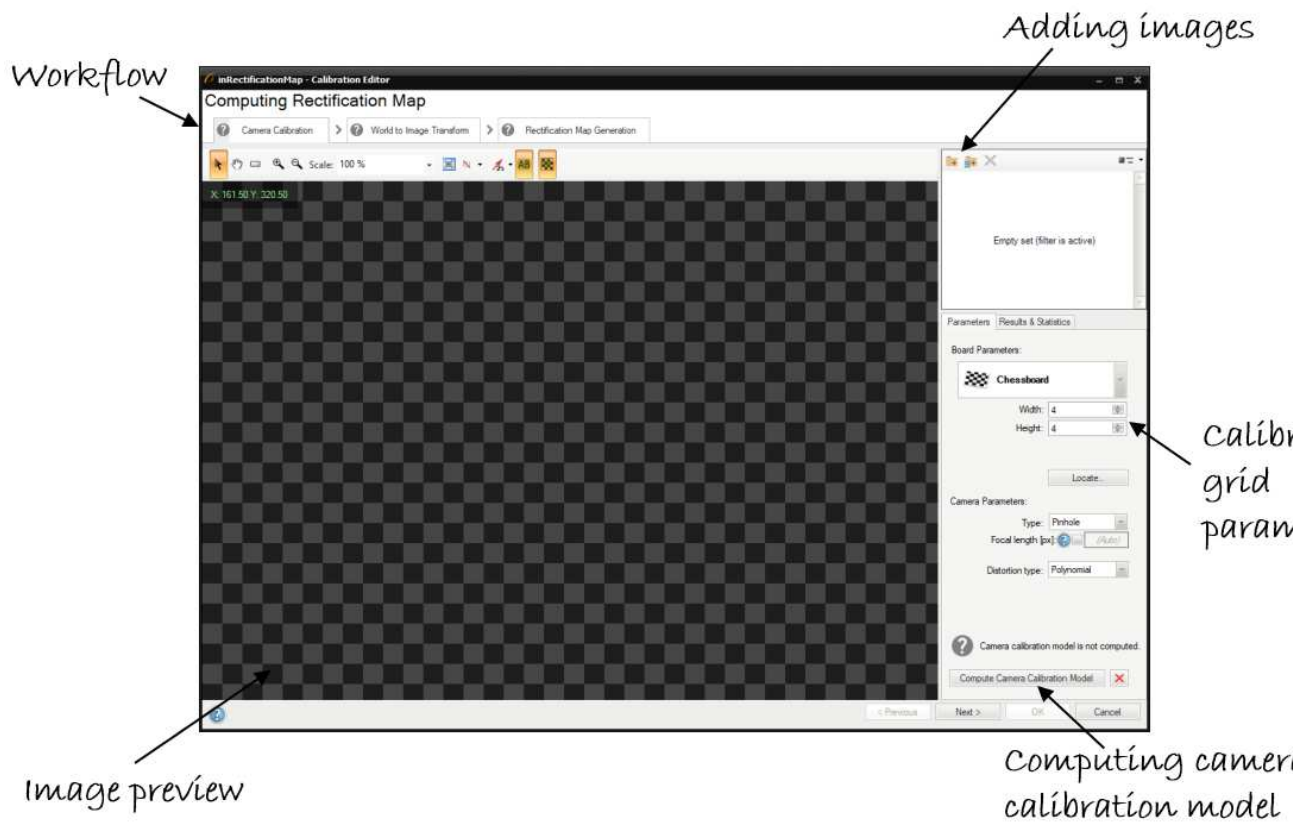 Adding images
Workflow
inRectificationMap - Calibration Editor
Computing Rectification Map
Camera Calibration > World to Image Transform > Rectification Map Generation
Scale: 100 %
AB
X: 161.50 Y: 320.50
Empty set (filter is active)
Parameters Results & Statistics
Board Parameters:
Chessboard
Width: 4
Height: 4
Calibr
grid
param
Locate...
Camera Parameters:
Type: Pinhole
Focal length [px]: (Auto)
Distortion type: Polynomial
Camera calibration model is not computed.
Compute Camera Calibration Model
< Previous Next > OK Cancel
Computing camer
calibration model
Image preview